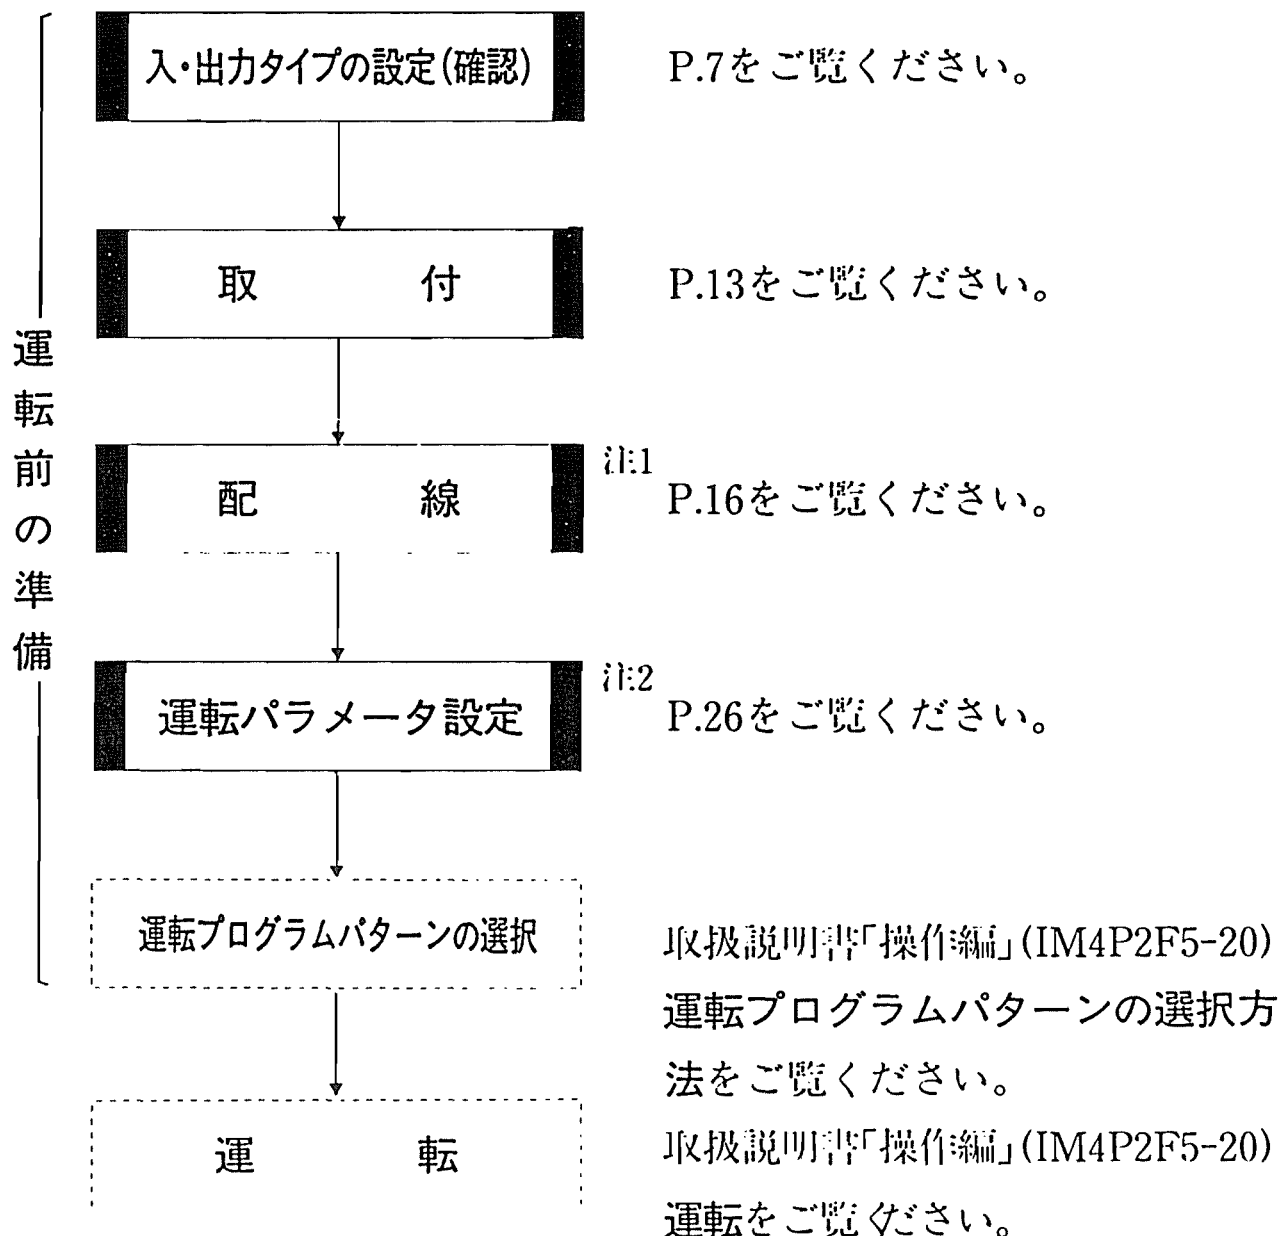 入・出力タイプの設定(確認)
P.7をご覧ください。
取 付
P.13をご覧ください。
運転前の準備
配 線
注1
P.16をご覧ください。
運転パラメータ設定
注2
P.26をご覧ください。
運転プログラムパターンの選択
取扱説明書「操作編」(IM4P2F5-20)
運転プログラムパターンの選択方
法をご覧ください。
運 転
取扱説明書「操作編」(IM4P2F5-20)
運転をご覧ください。